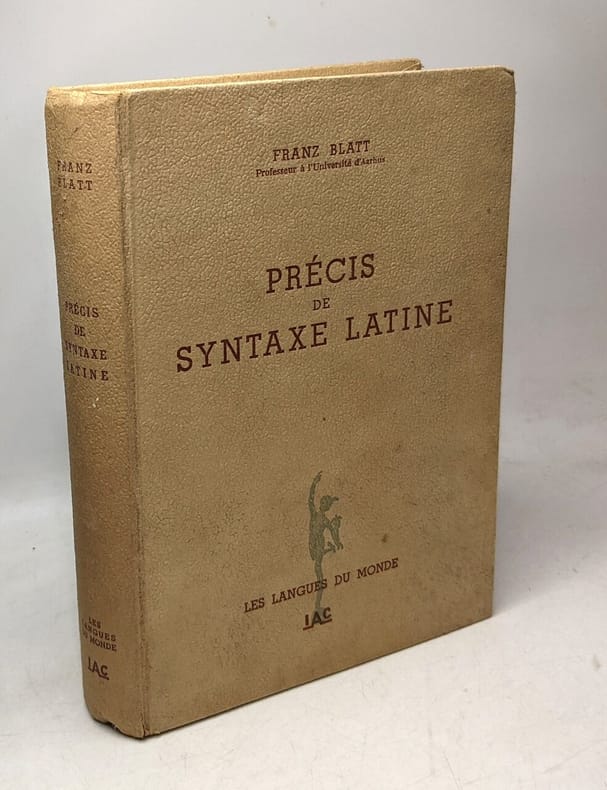 FRANZ BLATT
Professeur à l'Université d'Aarhus
PRÉCIS
DE
SYNTAXE LATINE
LES LANGUES DU MONDE
IAC
FRANZ
BLATT
PRÉCIS
DE
SYNTAXE
LATINE
LES
LANGUES
DU MONDE
IAC